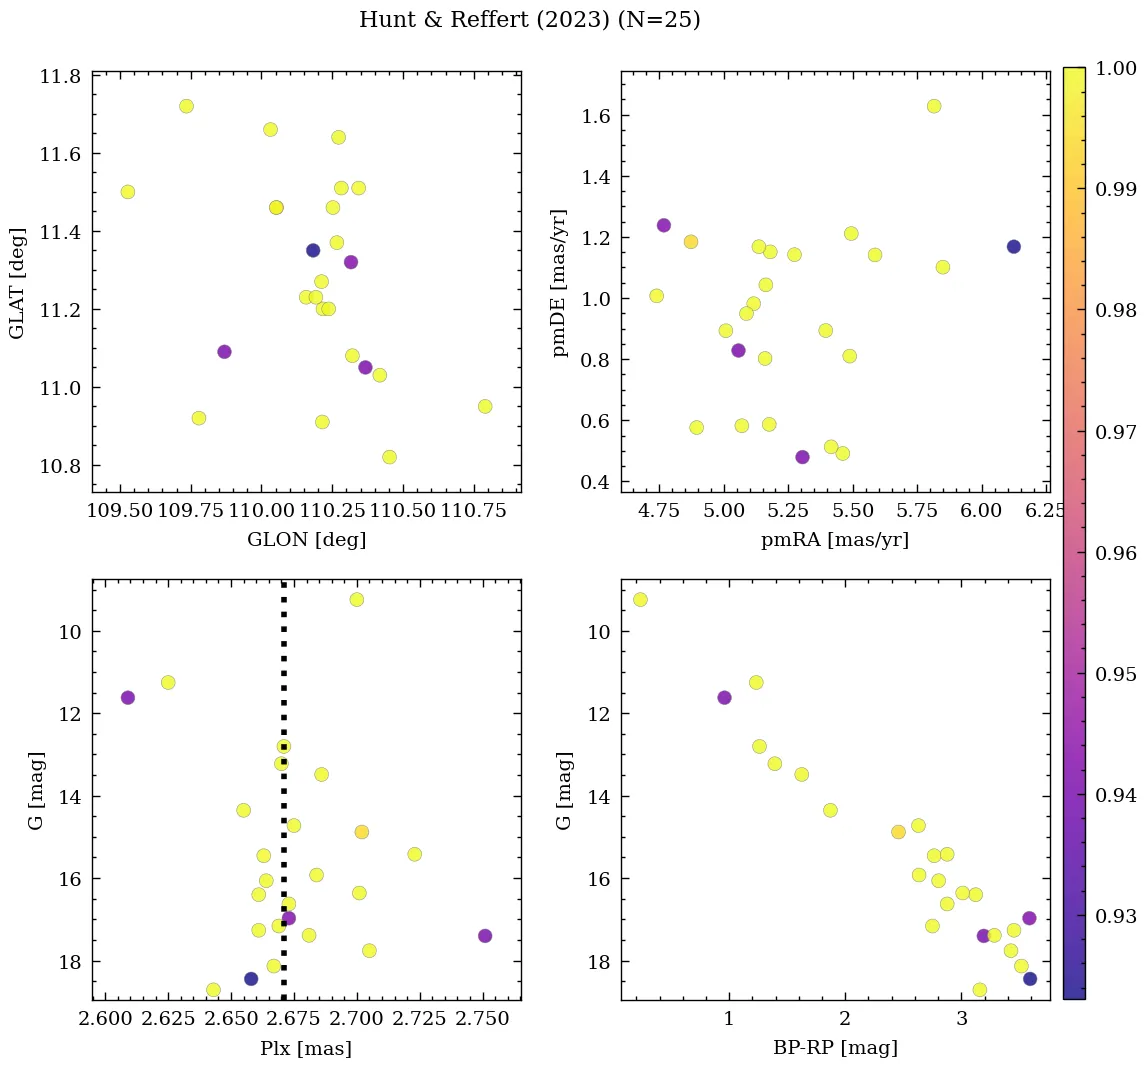 Hunt & Reffert (2023) (N=25)
11.8
11.6
11.4
11.2
11.0
10.8
GLAT [deg]
109.50 109.75 110.00 110.25 110.50 110.75
GLON [deg]
1.6
1.4
1.2
1.0
0.8
0.6
0.4
pmDE [mas/yr]
4.75 5.00 5.25 5.50 5.75 6.00 6.25
pmRA [mas/yr]
1.00
0.99
0.98
0.97
0.96
0.95
0.94
0.93
10
12
14
16
18
G [mag]
2.600 2.625 2.650 2.675 2.700 2.725 2.750
Plx [mas]
10
12
14
16
18
G [mag]
1 2 3
BP-RP [mag]